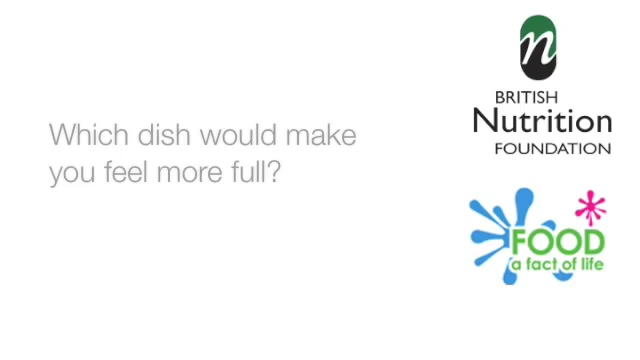 Which dish would make
you feel more full?
n
BRITISH
Nutrition
FOUNDATION
FOOD
a fact of life